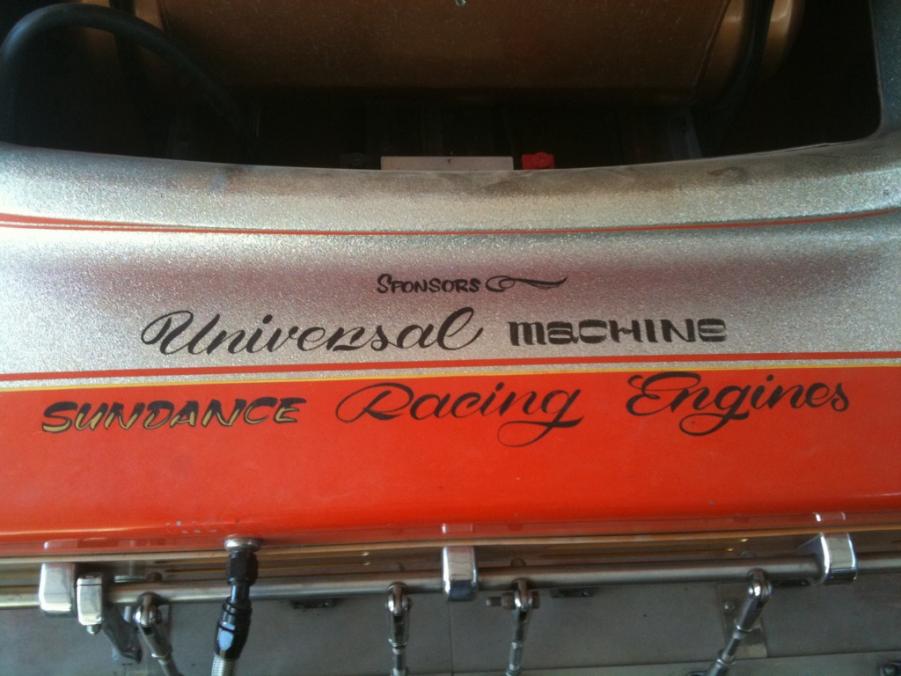 SPONSORS
Universal MACHINE
SUNDANCE Racing Engines